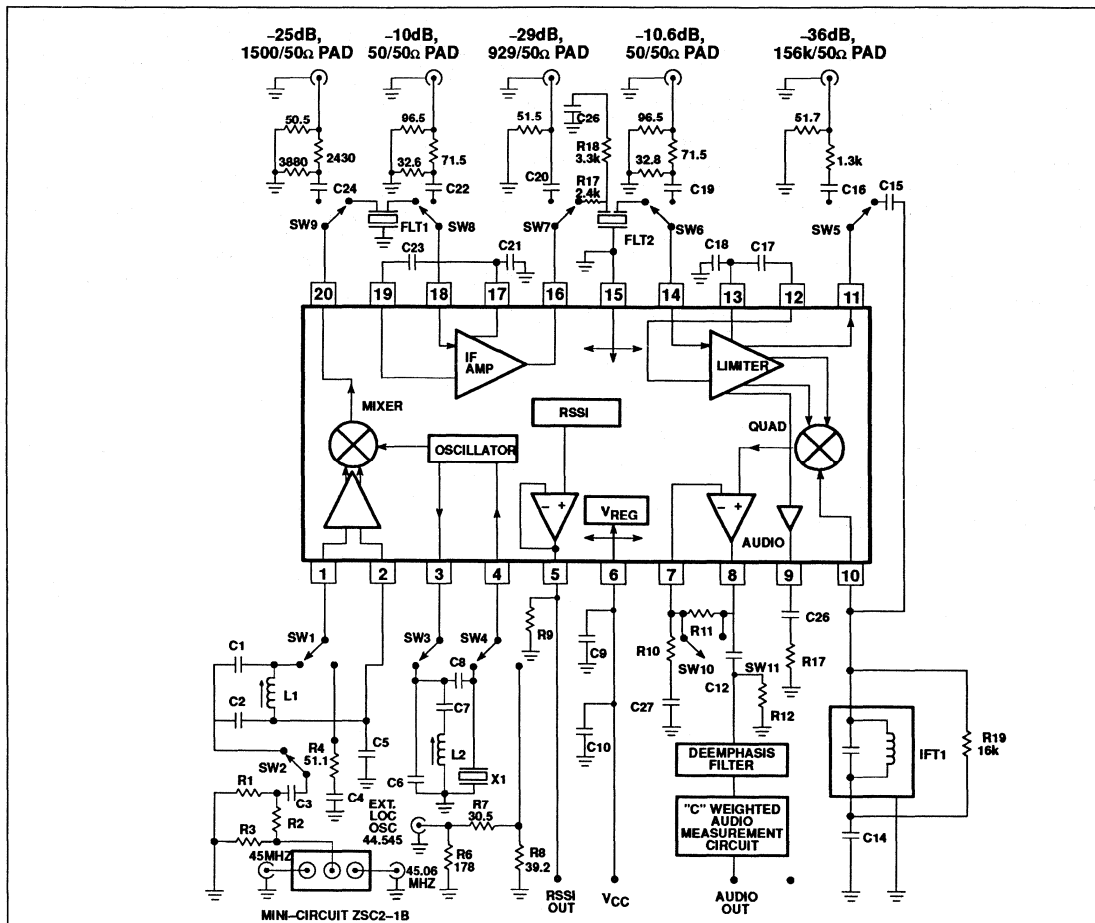 –25dB, –10dB, –29dB, –10.6dB, –36dB,
1500/50Ω PAD 50/50Ω PAD 929/50Ω PAD 50/50Ω PAD 156k/50Ω PAD
50.5 96.5 51.5 C26 96.5 51.7
R18
3.3k
3880 2430 32.6 71.5 32.8 71.5 1.3k
C24 C22 C20 R17
2.4k C19 C16 C15
SW9 FLT1 SW8 SW7 FLT2 SW6 SW5
C23 C21 C18 C17
20 19 18 17 16 15 14 13 12 11
IF
AMP
LIMITER
MIXER
RSSI
QUAD
OSCILLATOR
– +
VREG
– +
AUDIO
1 2 3 4 5 6 7 8 9 10
SW1 SW3 SW4 R9 C9 R10 R11 C26
C1 C8 SW10 R17
L1 C7 C12 SW11
C2 R12
C5 L2 C10 C27
R4
51.1
SW2 C6 X1
DEEMPHASIS
FILTER
IFT1
R19
16k
R1 C3 C4
EXT.
LOC
OSC
44.545
R7
30.5
"C" WEIGHTED
AUDIO
MEASUREMENT
CIRCUIT
C14
R2
R3
R6
178
R8
39.2
45MHZ
45.06
MHZ
RSSI
OUT
VCC
AUDIO
OUT
MINI–CIRCUIT ZSC2–1B